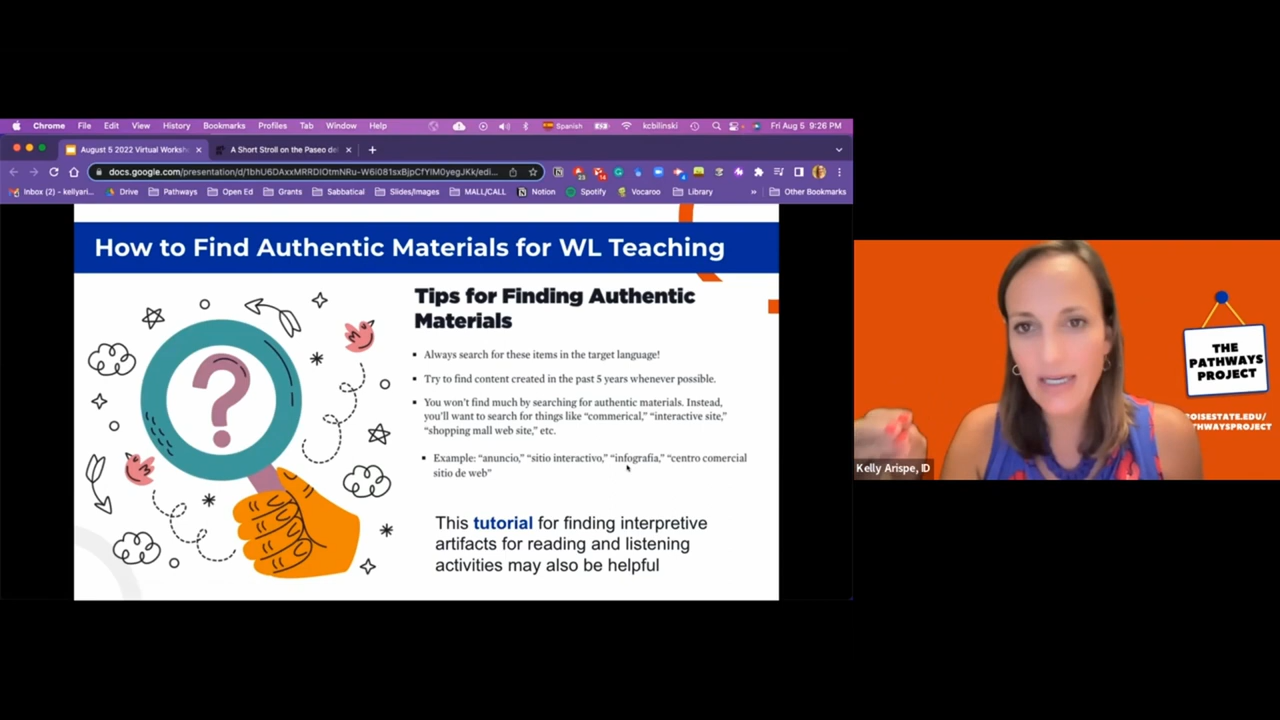 Chrome File Edit View History Bookmarks Profiles Tab Window Help Spanish kcbilinski Fri Aug 5 9:26 PM
August 5 2022 Virtual Worksh A Short Stroll on the Paseo de
docs.google.com/presentation/d/
Inbox (2) - kellyari... Drive Pathways Open Ed Grants Sabbatical Slides/Images MALL/CALL Notion Spotify Vocaroo Library » Other Bookmarks
How to Find Authentic Materials for WL Teaching
Tips for Finding Authentic
Materials
Always search for these items in the target language!
Try to find content created in the past 5 years whenever possible.
You won't find much by searching for authentic materials. Instead,
you'll want to search for things like “commerical,” “interactive site,”
“shopping mall web site,” etc.
Example: “anuncio,” “sitio interactivo,” “infografia,” “centro comercial
sitio de web”
This tutorial for finding interpretive
artifacts for reading and listening
activities may also be helpful
THE
PATHWAYS
PROJECT
OISESTATE.EDU/
THWAYSPROJECT
Kelly Arispe, ID